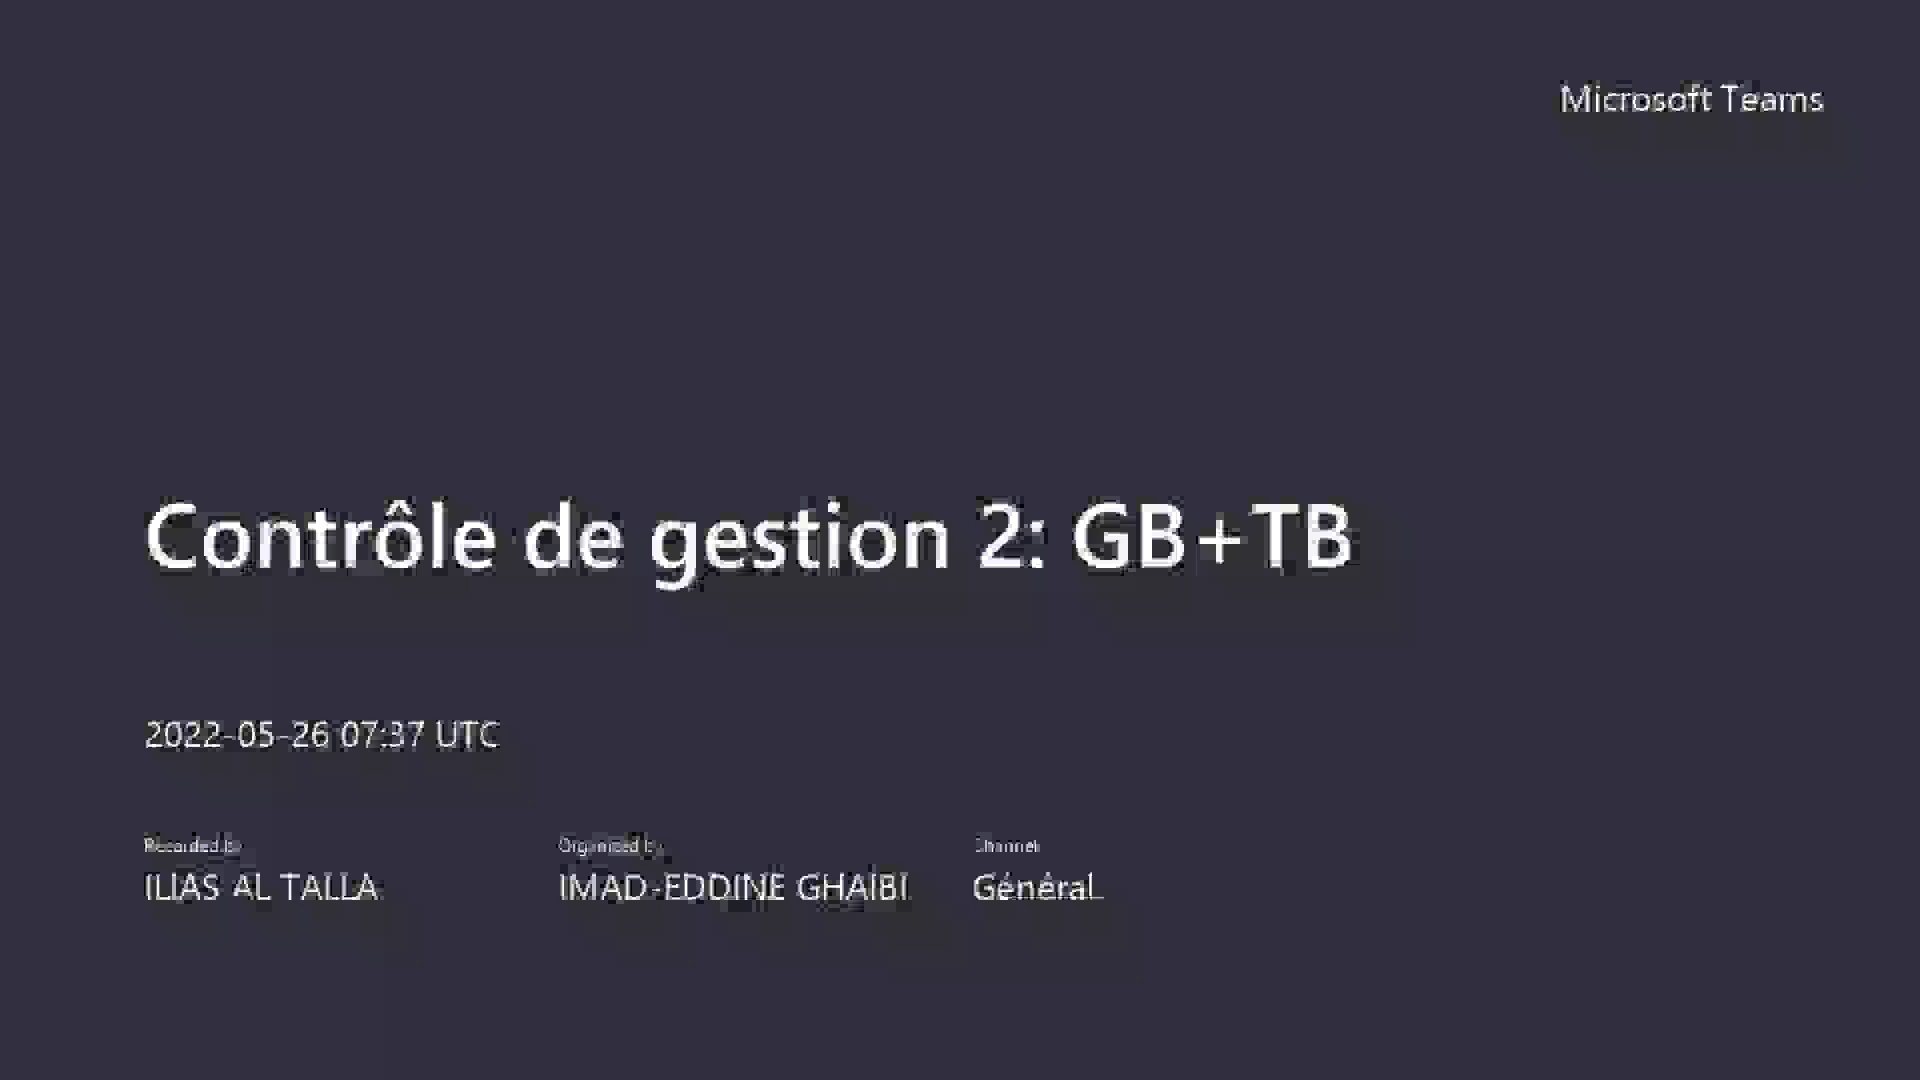 Microsoft Teams
Contrôle de gestion 2: GB+TB
2022-05-26 07:37 UTC
Recorded by
Organized by
Channel
ILIAS AL TALLA
IMAD-EDDINE GHAIBI
Général